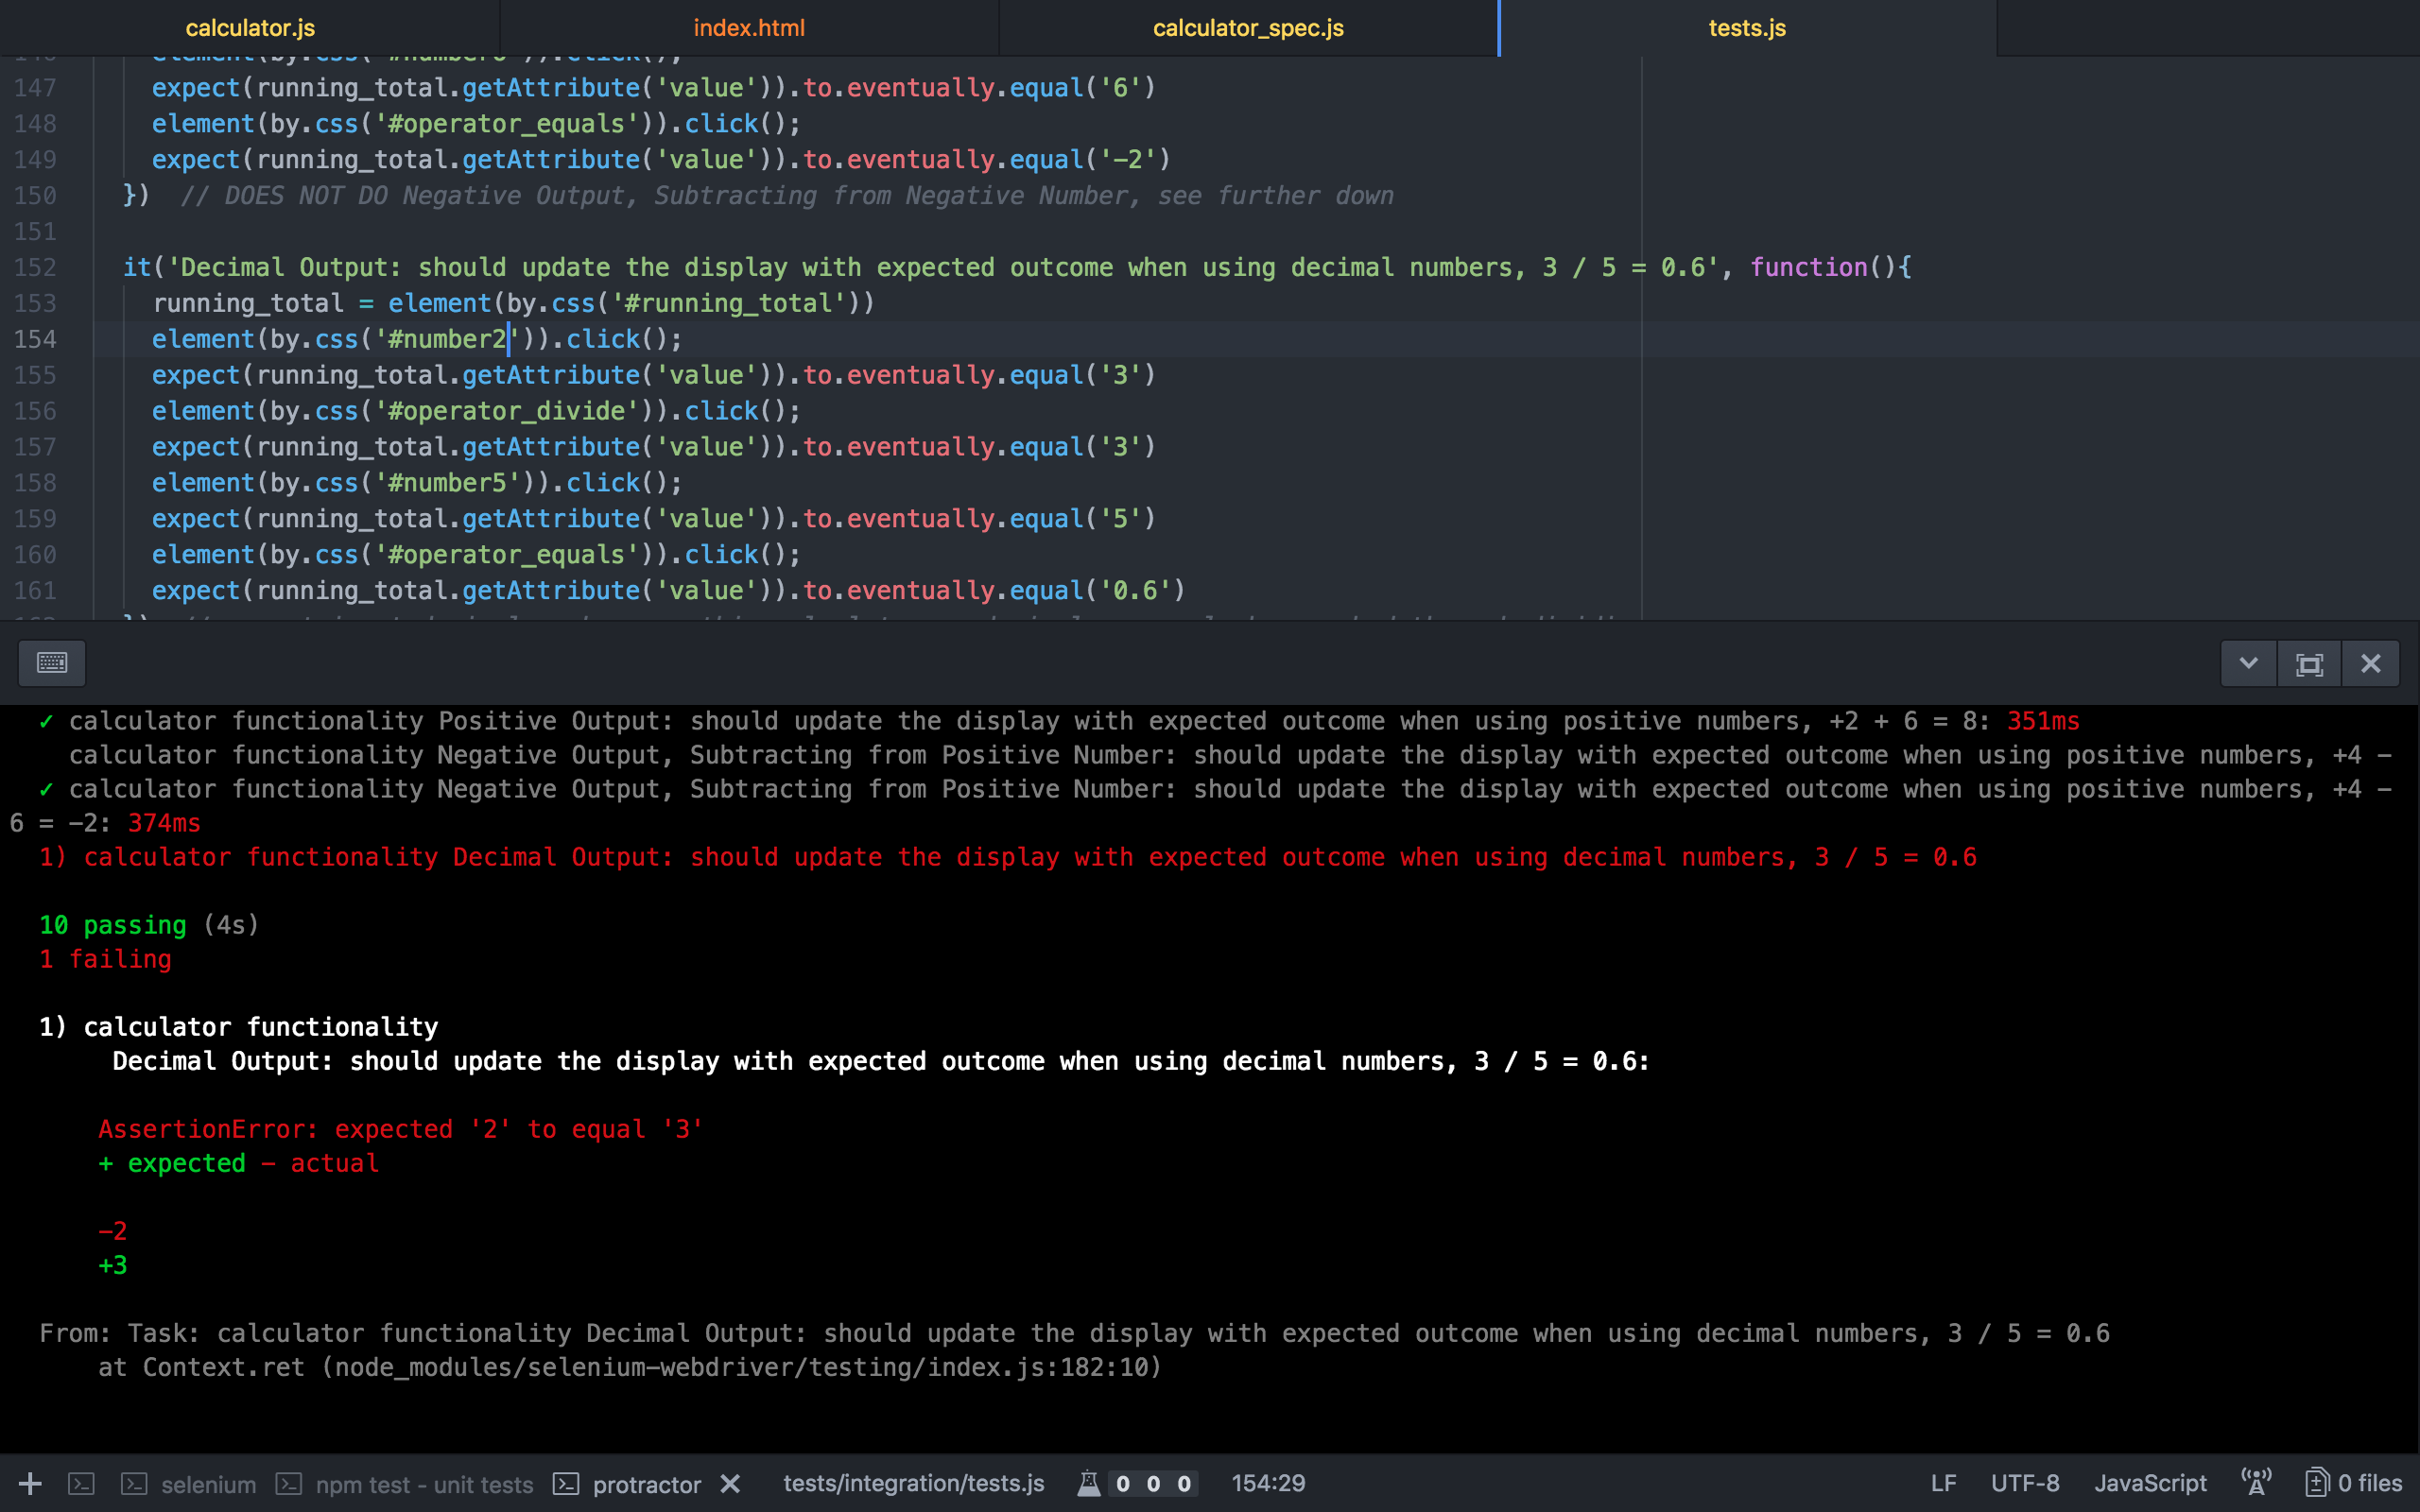 calculator.js index.html calculator_spec.js tests.js
147 expect(running_total.getAttribute('value')).to.eventually.equal('6')
148 element(by.css('#operator_equals')).click();
149 expect(running_total.getAttribute('value')).to.eventually.equal('-2')
150 }) // DOES NOT DO Negative Output, Subtracting from Negative Number, see further down
151
152 it('Decimal Output: should update the display with expected outcome when using decimal numbers, 3 / 5 = 0.6', function(){
153 running_total = element(by.css('#running_total'))
154 element(by.css('#number2')).click();
155 expect(running_total.getAttribute('value')).to.eventually.equal('3')
156 element(by.css('#operator_divide')).click();
157 expect(running_total.getAttribute('value')).to.eventually.equal('3')
158 element(by.css('#number5')).click();
159 expect(running_total.getAttribute('value')).to.eventually.equal('5')
160 element(by.css('#operator_equals')).click();
161 expect(running_total.getAttribute('value')).to.eventually.equal('0.6')
✓ calculator functionality Positive Output: should update the display with expected outcome when using positive numbers, +2 + 6 = 8: 351ms
calculator functionality Negative Output, Subtracting from Positive Number: should update the display with expected outcome when using positive numbers, +4 -
✓ calculator functionality Negative Output, Subtracting from Positive Number: should update the display with expected outcome when using positive numbers, +4 -
6 = -2: 374ms
1) calculator functionality Decimal Output: should update the display with expected outcome when using decimal numbers, 3 / 5 = 0.6
10 passing (4s)
1 failing
1) calculator functionality
Decimal Output: should update the display with expected outcome when using decimal numbers, 3 / 5 = 0.6:
AssertionError: expected '2' to equal '3'
+ expected - actual
-2
+3
From: Task: calculator functionality Decimal Output: should update the display with expected outcome when using decimal numbers, 3 / 5 = 0.6
at Context.ret (node_modules/selenium-webdriver/testing/index.js:182:10)
selenium npm test - unit tests protractor tests/integration/tests.js 0 0 0 154:29 LF UTF-8 JavaScript 0 files